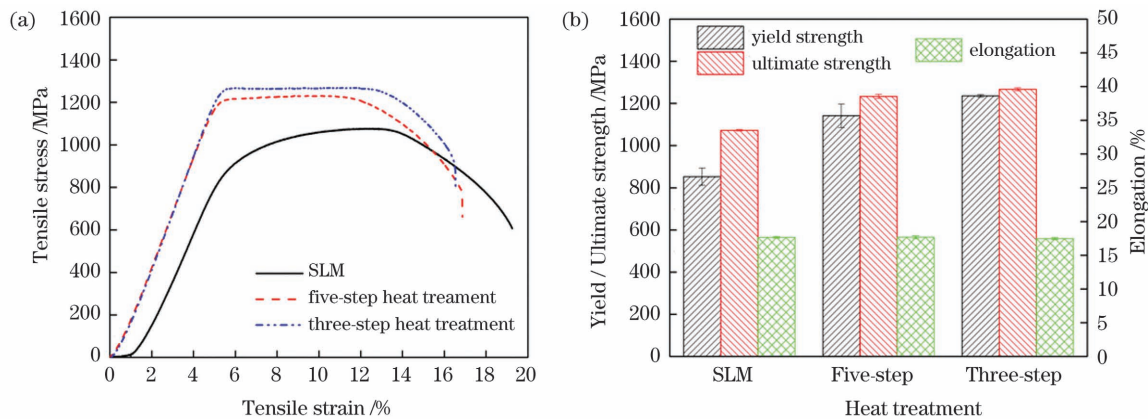 (a)
1600
1400
1200
1000
800
600
400
200
0
Tensile stress /MPa
SLM
five-step heat treament
three-step heat treatment
0 2 4 6 8 10 12 14 16 18 20
Tensile strain /%
(b)
1600
1400
1200
1000
800
600
400
200
0
Yield / Ultimate strength /MPa
yield strength
ultimate strength
elongation
50
45
40
35
30
25
20
15
10
5
0
Elongation /%
SLM Five-step Three-step
Heat treatment